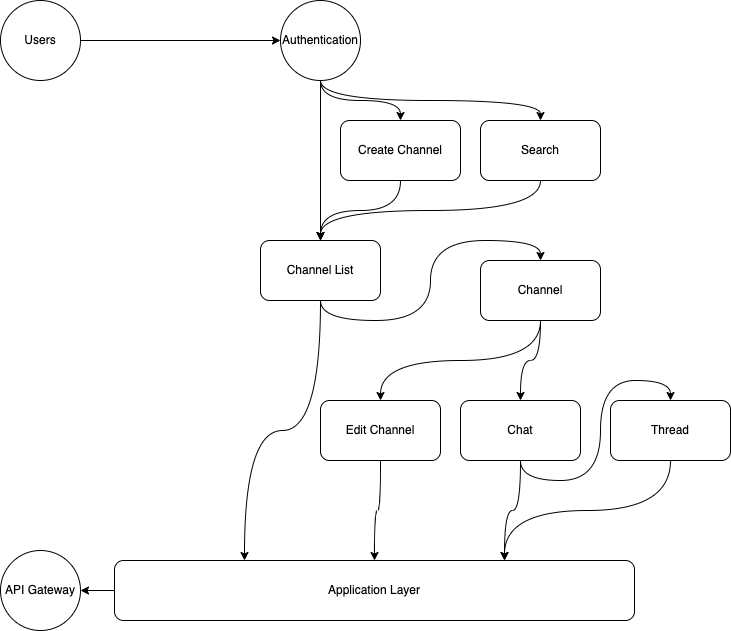 Users
Authentication
Create Channel
Search
Channel List
Channel
Edit Channel
Chat
Thread
API Gateway
Application Layer